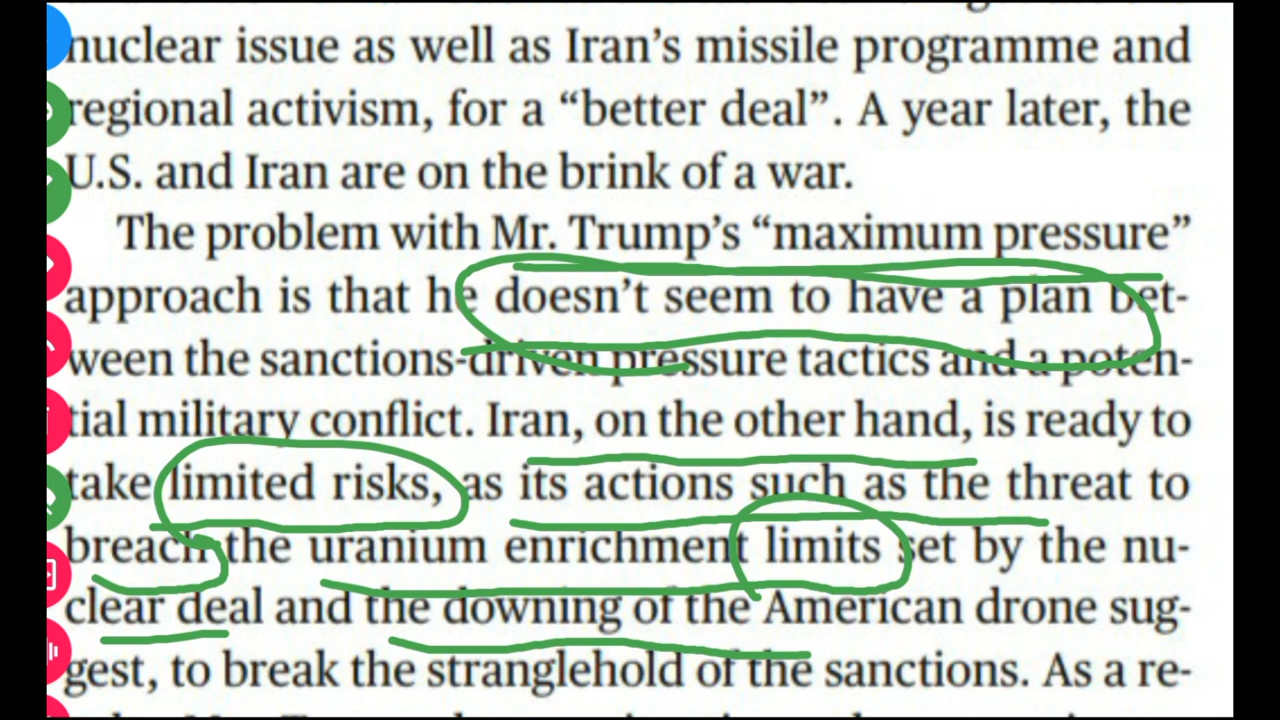 nuclear issue as well as Iran's missile programme and
regional activism, for a “better deal”. A year later, the
U.S. and Iran are on the brink of a war.
The problem with Mr. Trump's “maximum pressure”
approach is that he doesn't seem to have a plan bet-
ween the sanctions-driven pressure tactics and a poten-
tial military conflict. Iran, on the other hand, is ready to
take limited risks, as its actions such as the threat to
breach the uranium enrichment limits set by the nu-
clear deal and the downing of the American drone sug-
gest, to break the stranglehold of the sanctions. As a re-